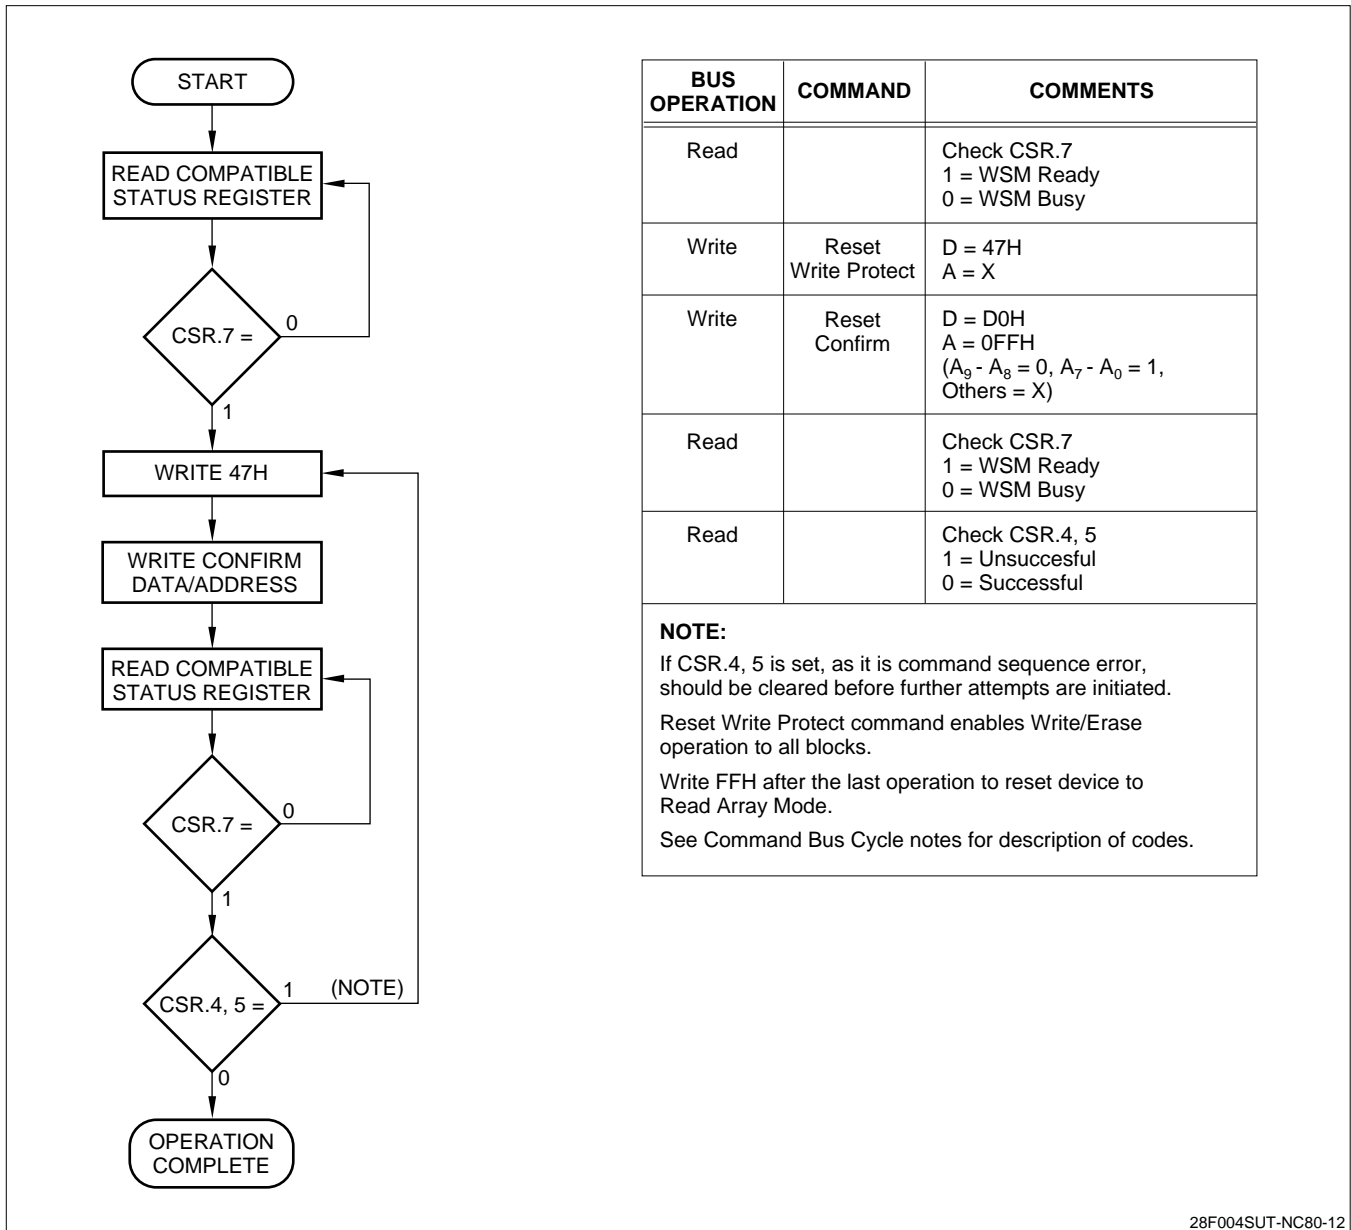 START
READ COMPATIBLE
STATUS REGISTER
CSR.7 =
0
1
WRITE 47H
WRITE CONFIRM
DATA/ADDRESS
READ COMPATIBLE
STATUS REGISTER
CSR.7 =
0
1
CSR.4, 5 =
1
(NOTE)
0
OPERATION
COMPLETE
BUS
OPERATION
COMMAND
COMMENTS
Read
Check CSR.7
1 = WSM Ready
0 = WSM Busy
Write
Reset
Write Protect
D = 47H
A = X
Write
Reset
Confirm
D = D0H
A = 0FFH
(A9 - A8 = 0, A7 - A0 = 1,
Others = X)
Read
Check CSR.7
1 = WSM Ready
0 = WSM Busy
Read
Check CSR.4, 5
1 = Unsuccesful
0 = Successful
NOTE:
If CSR.4, 5 is set, as it is command sequence error,
should be cleared before further attempts are initiated.
Reset Write Protect command enables Write/Erase
operation to all blocks.
Write FFH after the last operation to reset device to
Read Array Mode.
See Command Bus Cycle notes for description of codes.
28F004SUT-NC80-12